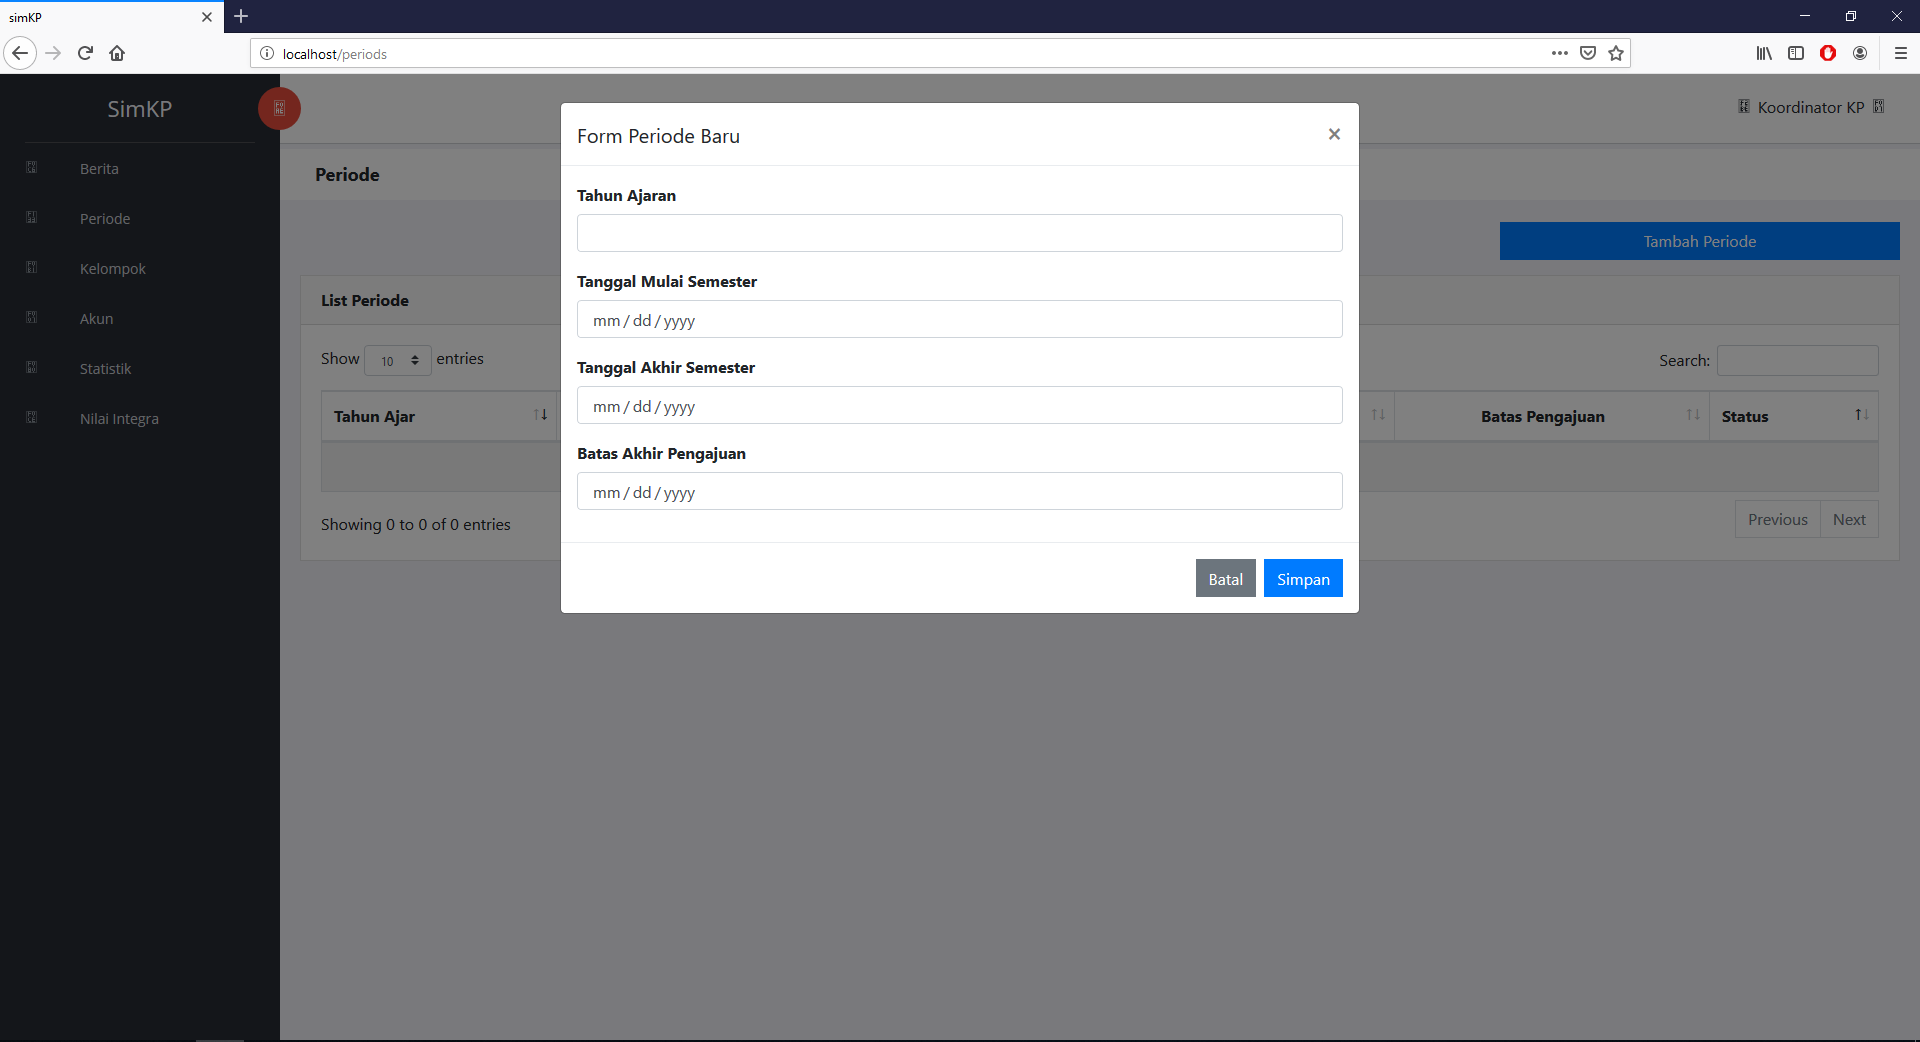 simKP
localhost/periods
SimKP
Koordinator KP
Berita
Periode
Kelompok
Akun
Statistik
Nilai Integra
Periode
Tambah Periode
List Periode
Show 10 entries
Search:
Tahun Ajar
Batas Pengajuan
Status
Showing 0 to 0 of 0 entries
Previous
Next
Form Periode Baru
×
Tahun Ajaran
Tanggal Mulai Semester
mm / dd / yyyy
Tanggal Akhir Semester
mm / dd / yyyy
Batas Akhir Pengajuan
mm / dd / yyyy
Batal
Simpan